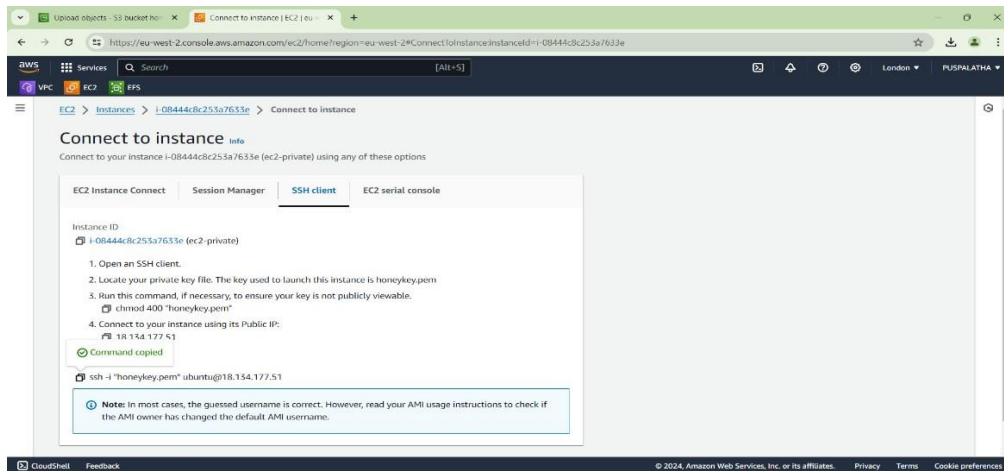 Upload objects - S3 bucket ho
Connect to instance | EC2 | eu-w
https://eu-west-2.console.aws.amazon.com/ec2/home?region=eu-west-2#ConnectToInstance:instanceId=i-08444c8c253a7633e
aws Services Search [Alt+S] London PUSPALATHA
VPC EC2 EFS
EC2 > Instances > i-08444c8c253a7633e > Connect to instance
Connect to instance Info
Connect to your instance i-08444c8c253a7633e (ec2-private) using any of these options
EC2 Instance Connect Session Manager SSH client EC2 serial console
Instance ID
i-08444c8c253a7633e (ec2-private)
1. Open an SSH client.
2. Locate your private key file. The key used to launch this instance is honeykey.pem
3. Run this command, if necessary, to ensure your key is not publicly viewable.
chmod 400 "honeykey.pem"
4. Connect to your instance using its Public IP:
18.134.177.51
Command copied
ssh -i "honeykey.pem" ubuntu@18.134.177.51
Note: In most cases, the guessed username is correct. However, read your AMI usage instructions to check if
the AMI owner has changed the default AMI username.
CloudShell Feedback © 2024, Amazon Web Services, Inc. or its affiliates. Privacy Terms Cookie preferences